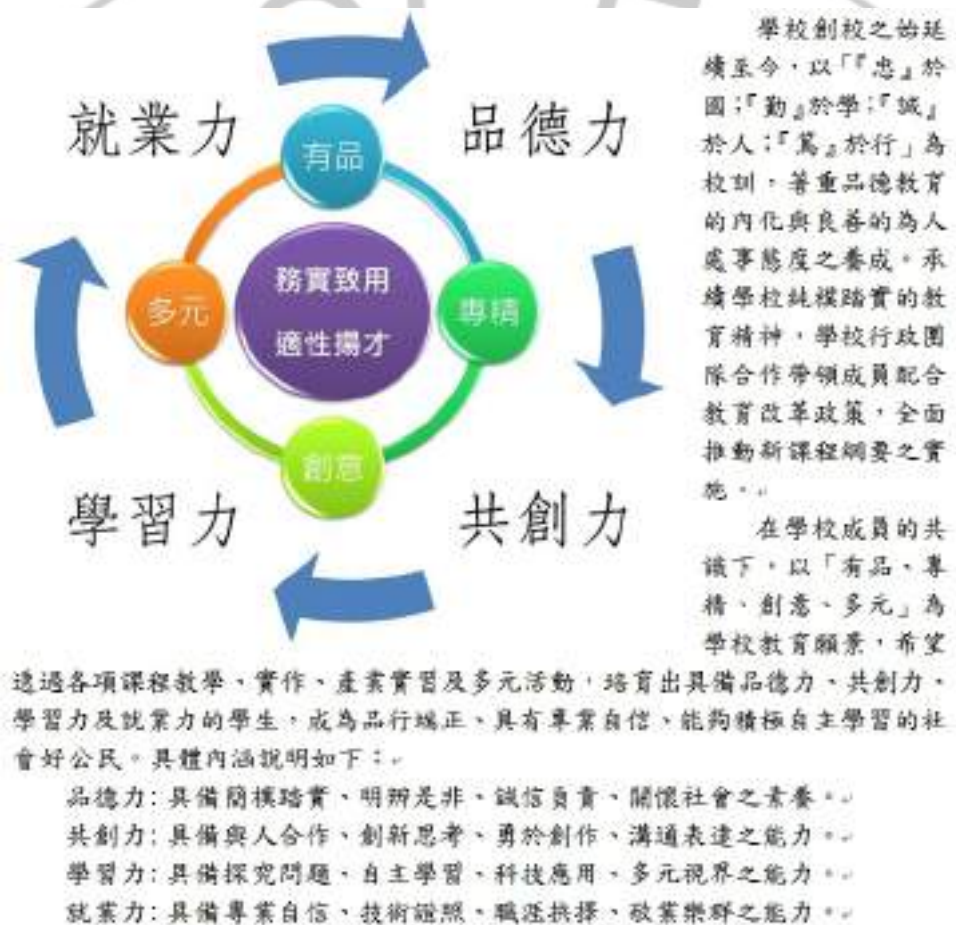 就業力
品德力
有品
多元
務實致用
適性揚才
專精
創意
學習力
共創力
學校創校之始延
續至今，以「『忠』於
國；『勤』於學；『誠』
於人；『篤』於行」為
校訓，著重品德教育
的內化與良善的為人
處事態度之養成。承
續學校純樸踏實的教
育精神，學校行政團
隊合作帶領成員配合
教育改革政策，全面
推動新課程綱要之實
施。
在學校成員的共
識下，以「有品、專
精、創意、多元」為
學校教育願景，希望
透過各項課程教學、實作、產業實習及多元活動，培育出具備品德力、共創力、
學習力及就業力的學生，成為品行端正、具有專業自信、能夠積極自主學習的社
會好公民。具體內涵說明如下：
品德力：具備簡樸踏實、明辨是非、誠信負責、關懷社會之素養。
共創力：具備與人合作、創新思考、勇於創作、溝通表達之能力。
學習力：具備探究問題、自主學習、科技應用、多元視界之能力。
就業力：具備專業自信、技術證照、職涯抉擇、敬業樂群之能力。